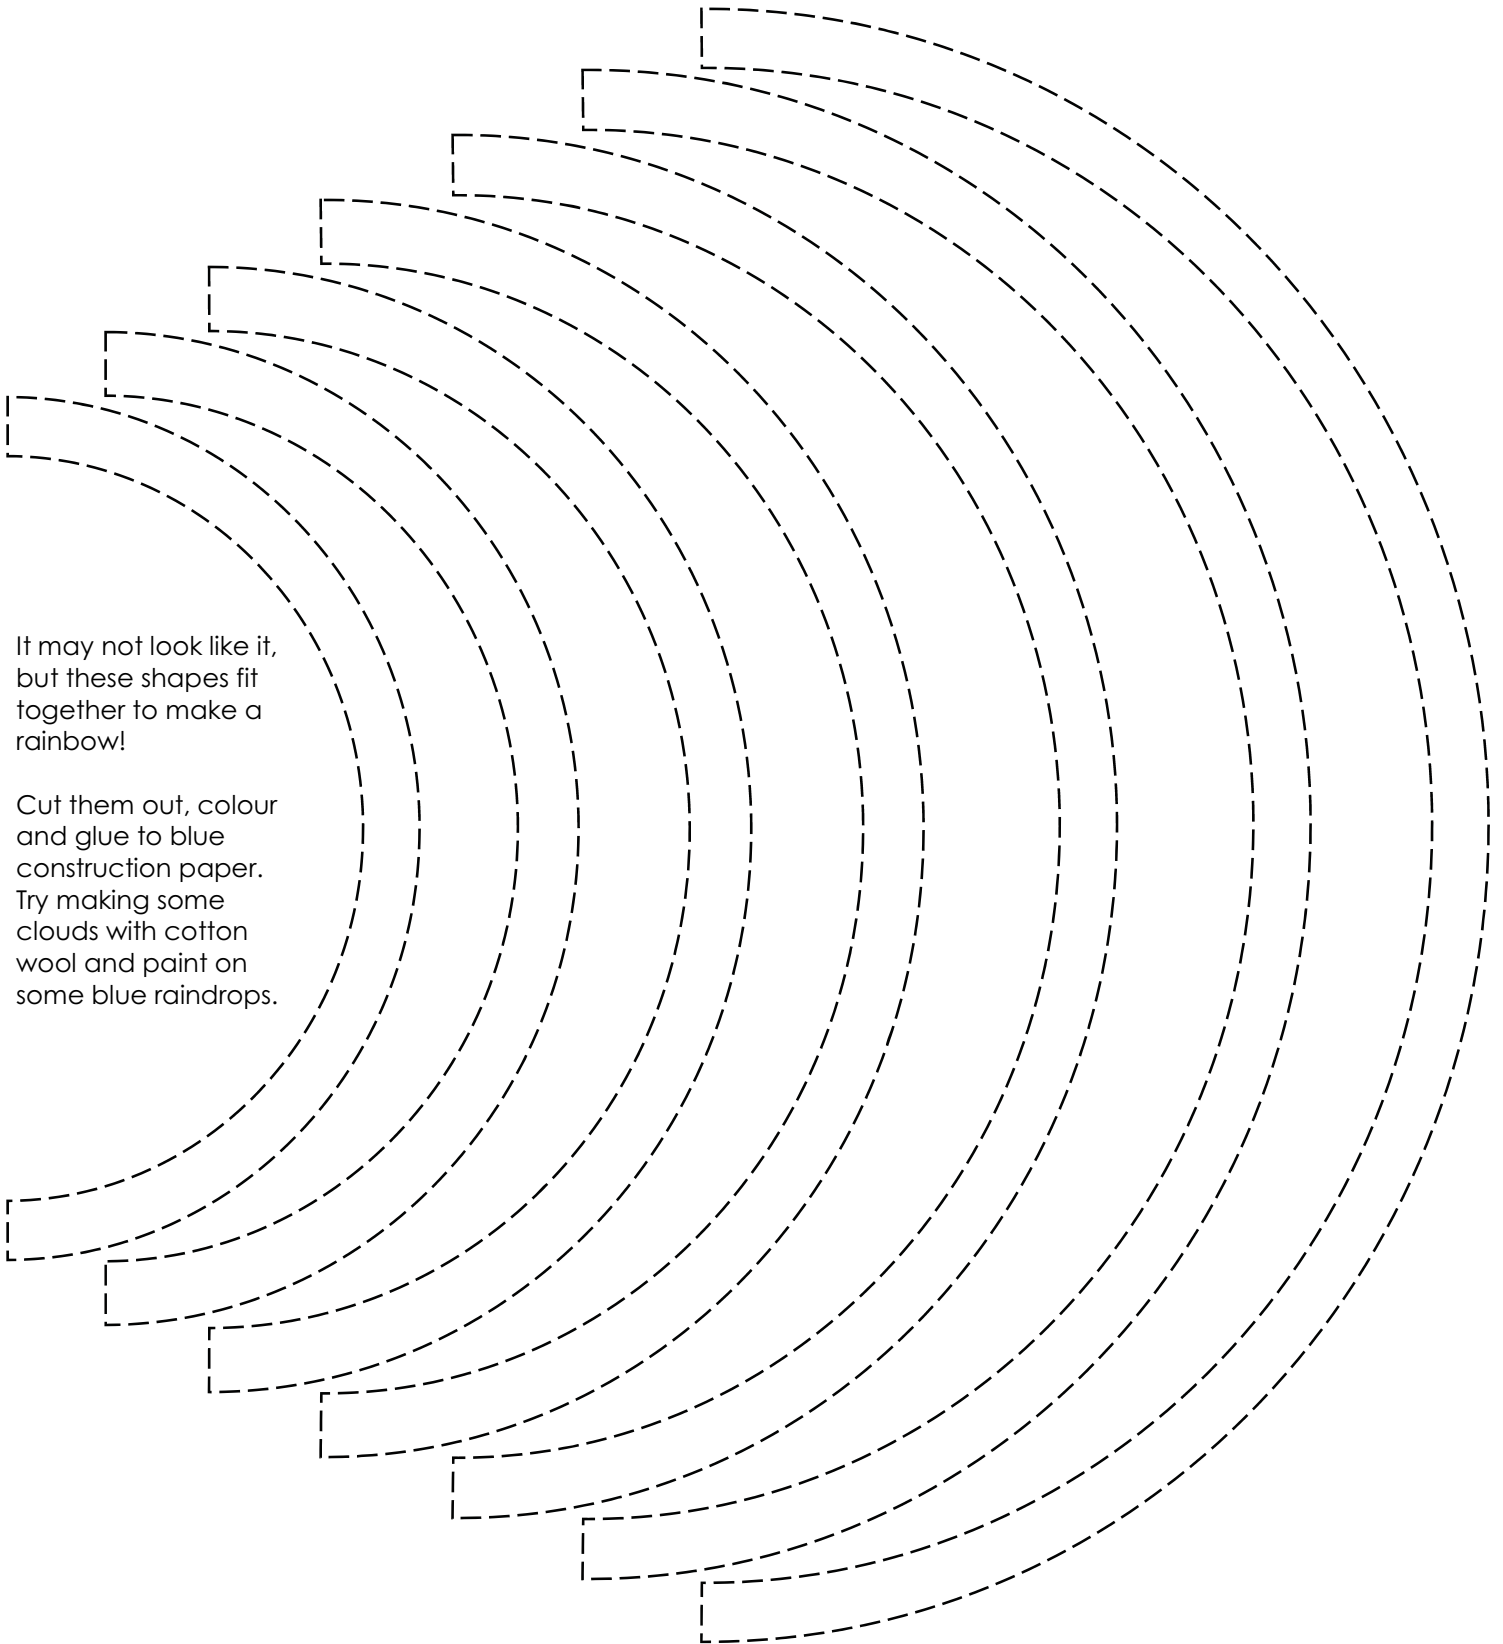 It may not look like it,
but these shapes fit
together to make a
rainbow!
Cut them out, colour
and glue to blue
construction paper.
Try making some
clouds with cotton
wool and paint on
some blue raindrops.